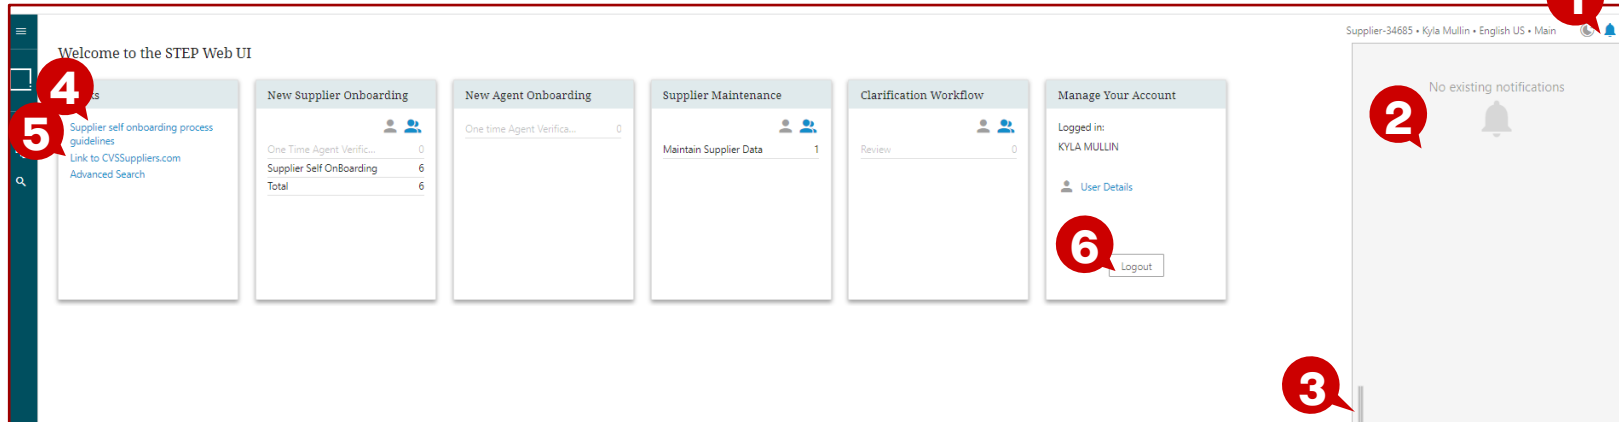 1
Supplier-34685 • Kyla Mullin • English US • Main
Welcome to the STEP Web UI
4
New Supplier Onboarding
New Agent Onboarding
Supplier Maintenance
Clarification Workflow
Manage Your Account
No existing notifications
2
5
Supplier self onboarding process
guidelines
Link to CVSSuppliers.com
Advanced Search
One Time Agent Verific... 0
Supplier Self OnBoarding 6
Total 6
One time Agent Verifica... 0
Maintain Supplier Data 1
Review 0
Logged in:
KYLA MULLIN
User Details
6
Logout
3